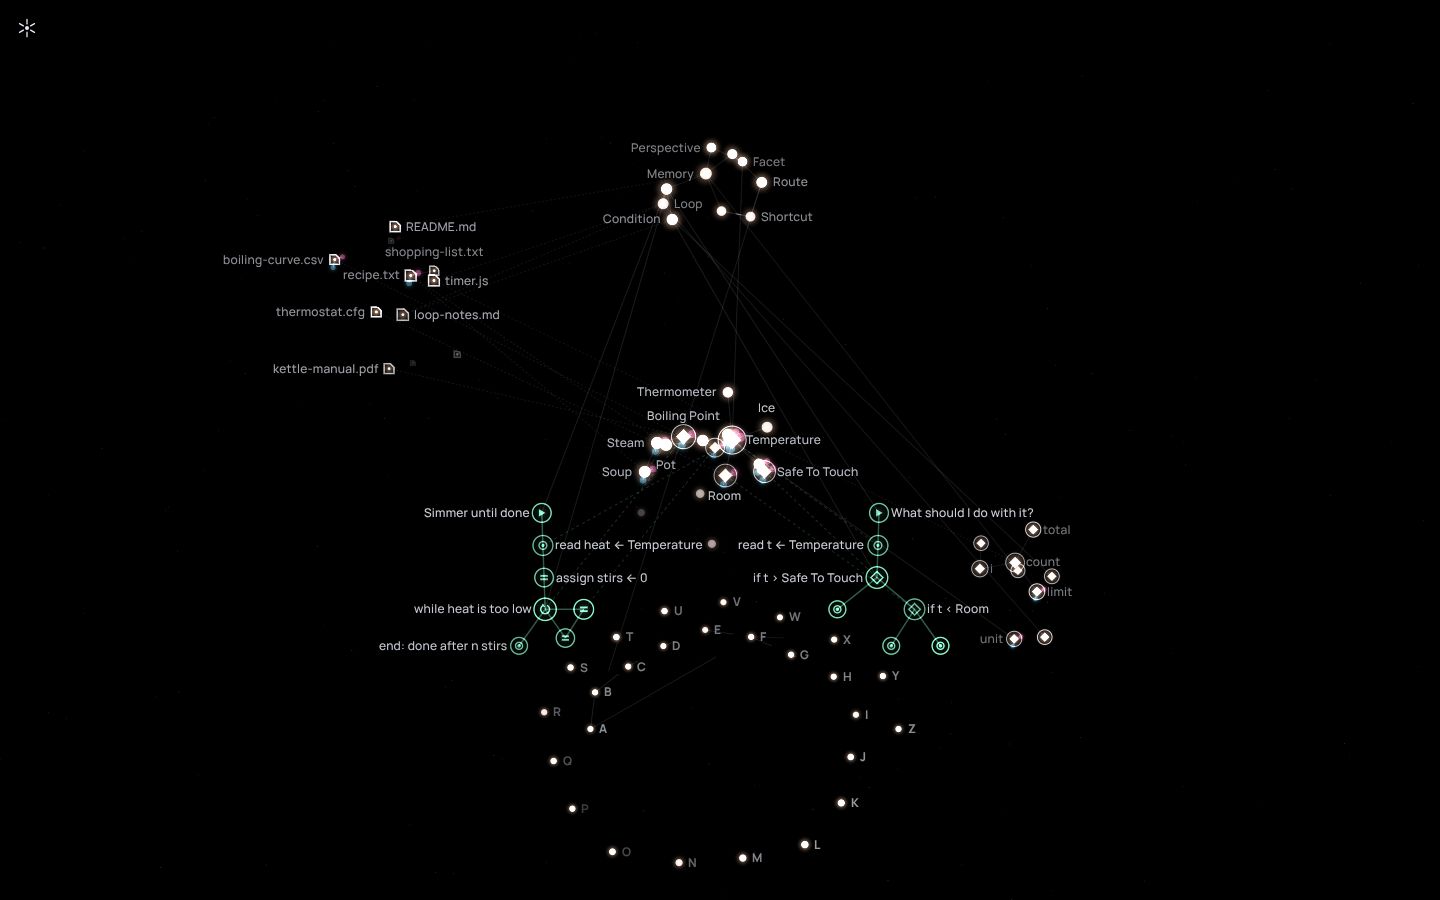 Perspective
Facet
Memory
Route
Loop
Condition
Shortcut
README.md
shopping-list.txt
boiling-curve.csv
recipe.txt
timer.js
thermostat.cfg
loop-notes.md
kettle-manual.pdf
Thermometer
Ice
Boiling Point
Steam
Temperature
Soup
Pot
Safe To Touch
Room
Simmer until done
What should I do with it?
total
read heat ← Temperature
read t ← Temperature
count
i
assign stirs ← 0
if t > Safe To Touch
limit
while heat is too low
if t < Room
end: done after n stirs
unit
U
V
W
T
E
F
X
D
G
S
C
H
Y
B
R
A
I
Z
Q
J
P
K
O
N
M
L